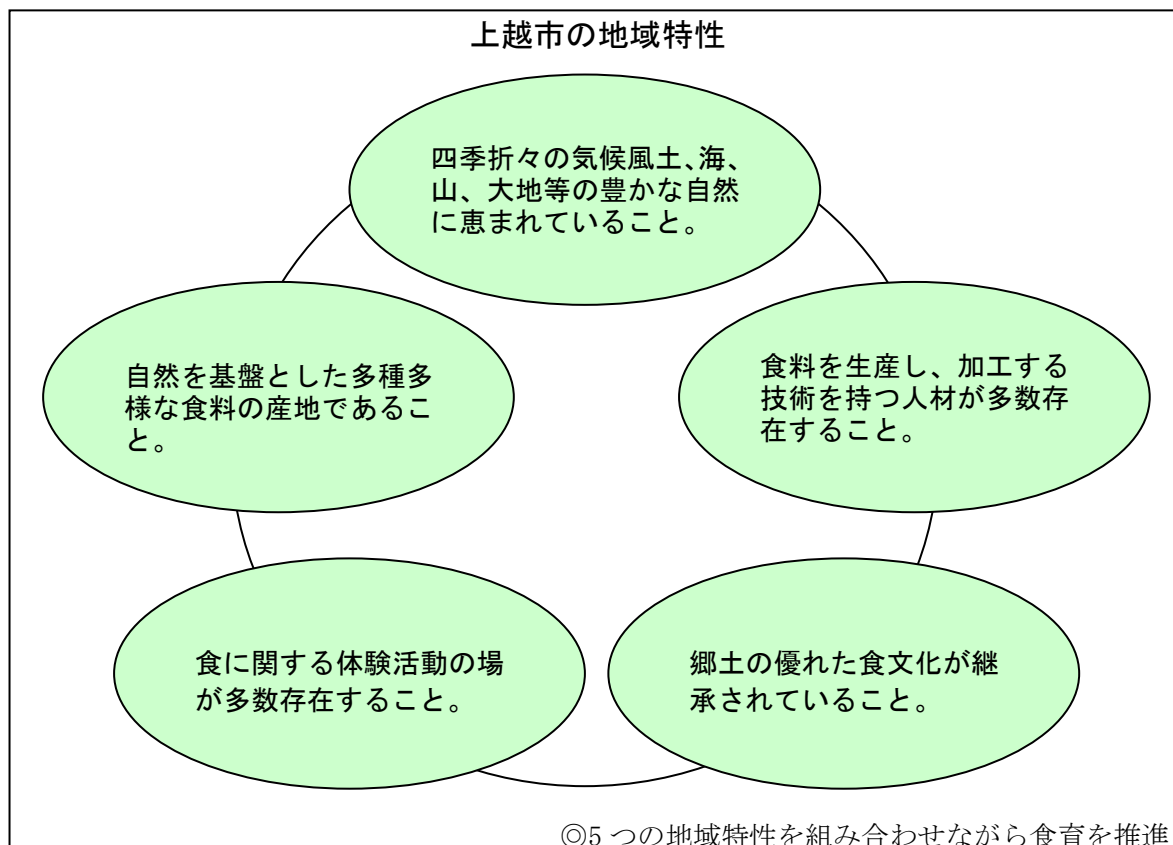 上越市の地域特性
四季折々の気候風土、海、
山、大地等の豊かな自然
に恵まれていること。
自然を基盤とした多種多
様な食料の産地であるこ
と。
食料を生産し、加工する
技術を持つ人材が多数存
在すること。
食に関する体験活動の場
が多数存在すること。
郷土の優れた食文化が継
承されていること。
◎5つの地域特性を組み合わせながら食育を推進